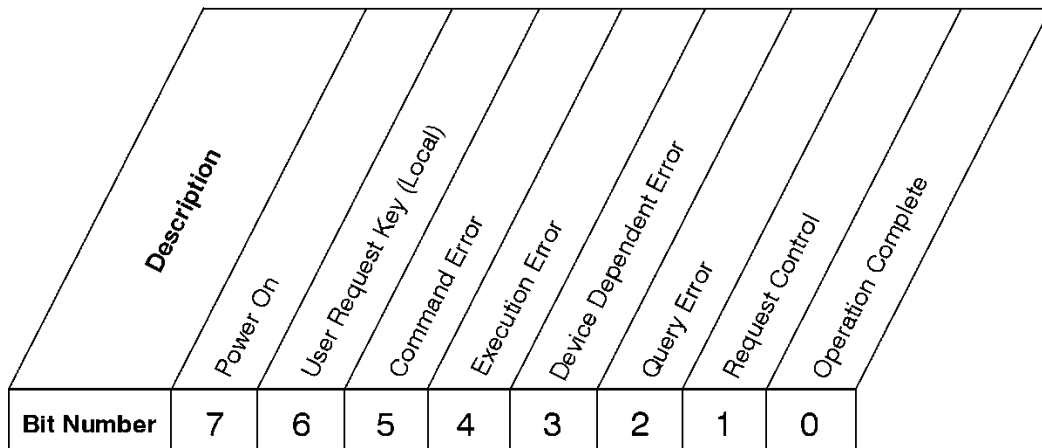 Description
Power On
User Request Key (Local)
Command Error
Execution Error
Device Dependent Error
Query Error
Request Control
Operation Complete
Bit Number 7 6 5 4 3 2 1 0